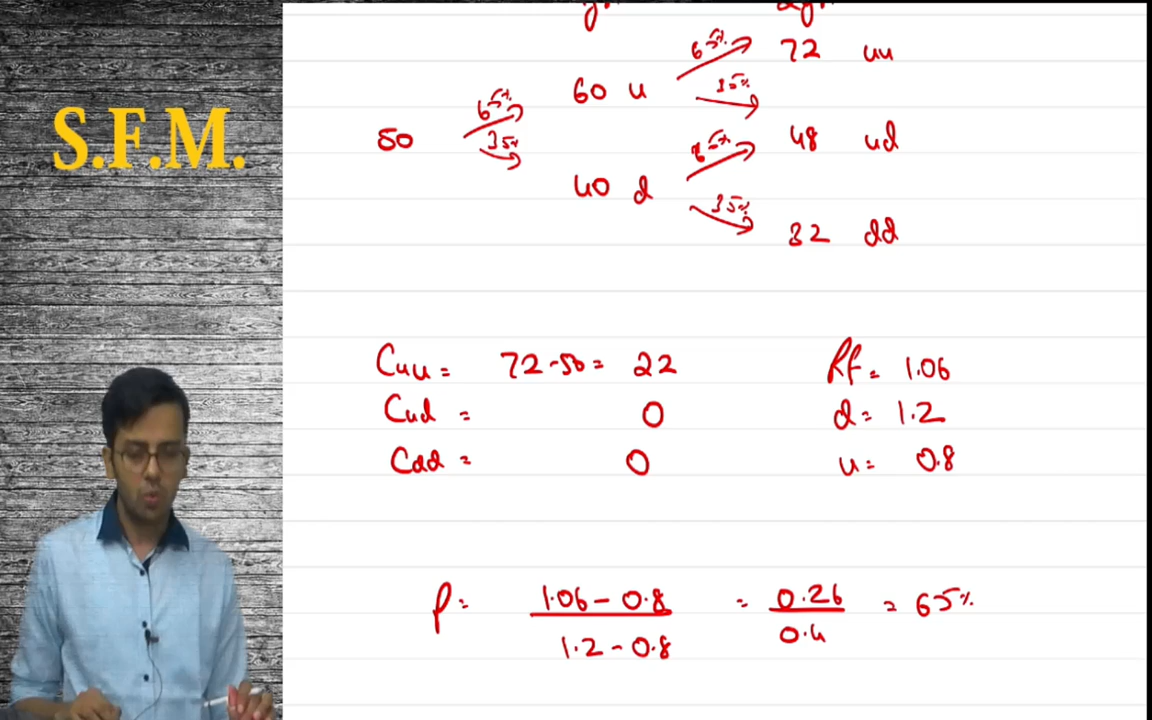 S.F.M.
65% 72 uu
60 u
35%
65%
50
35%
65% 48 ud
40 d
35%
32 dd
Cuu = 72-50 = 22 Rf = 1.06
Cud = 0 d = 1.2
Cdd = 0 u = 0.8
P = 1.06 - 0.8 = 0.26 = 65%
1.2 - 0.8 0.4